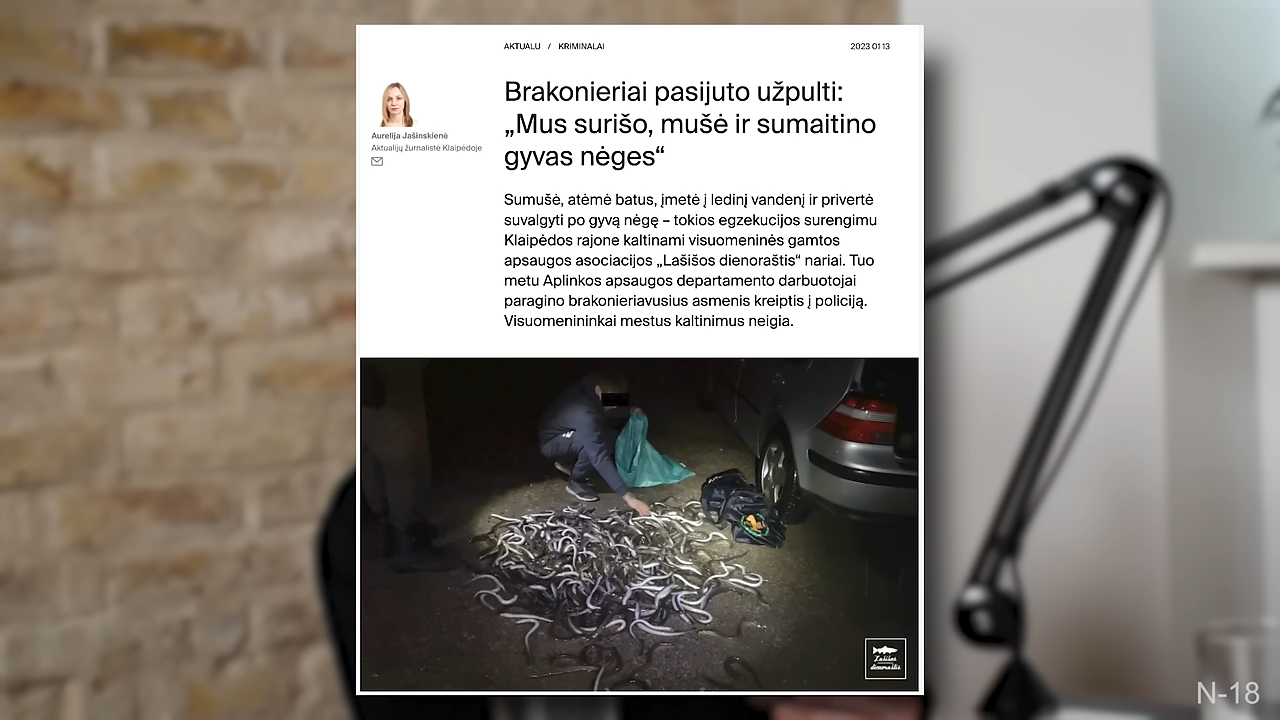 AKTUALU / KRIMINALAI
2023 01 13
Aurelija Jašinskienė
Aktualijų žurnalistė Klaipėdoje
Brakonieriai pasijuto užpulti:
„Mus surišo, mušė ir sumaitino
gyvas nėges“
Sumušė, atėmė batus, įmetė į ledinį vandenį ir privertė
suvalgyti po gyvą nėgę – tokios egzekucijos surengimu
Klaipėdos rajone kaltinami visuomeninės gamtos
apsaugos asociacijos „Lašišos dienoraštis“ nariai. Tuo
metu Aplinkos apsaugos departamento darbuotojai
paragino brakonieriavusius asmenis kreiptis į policiją.
Visuomenininkai mestus kaltinimus neigia.
Lašišos
dienoraštis
N-18